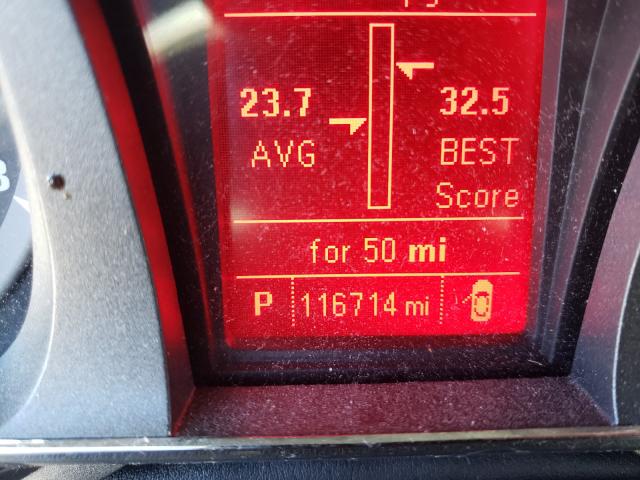 23.7 32.5
AVG BEST
Score
for 50 mi
P 116714 mi